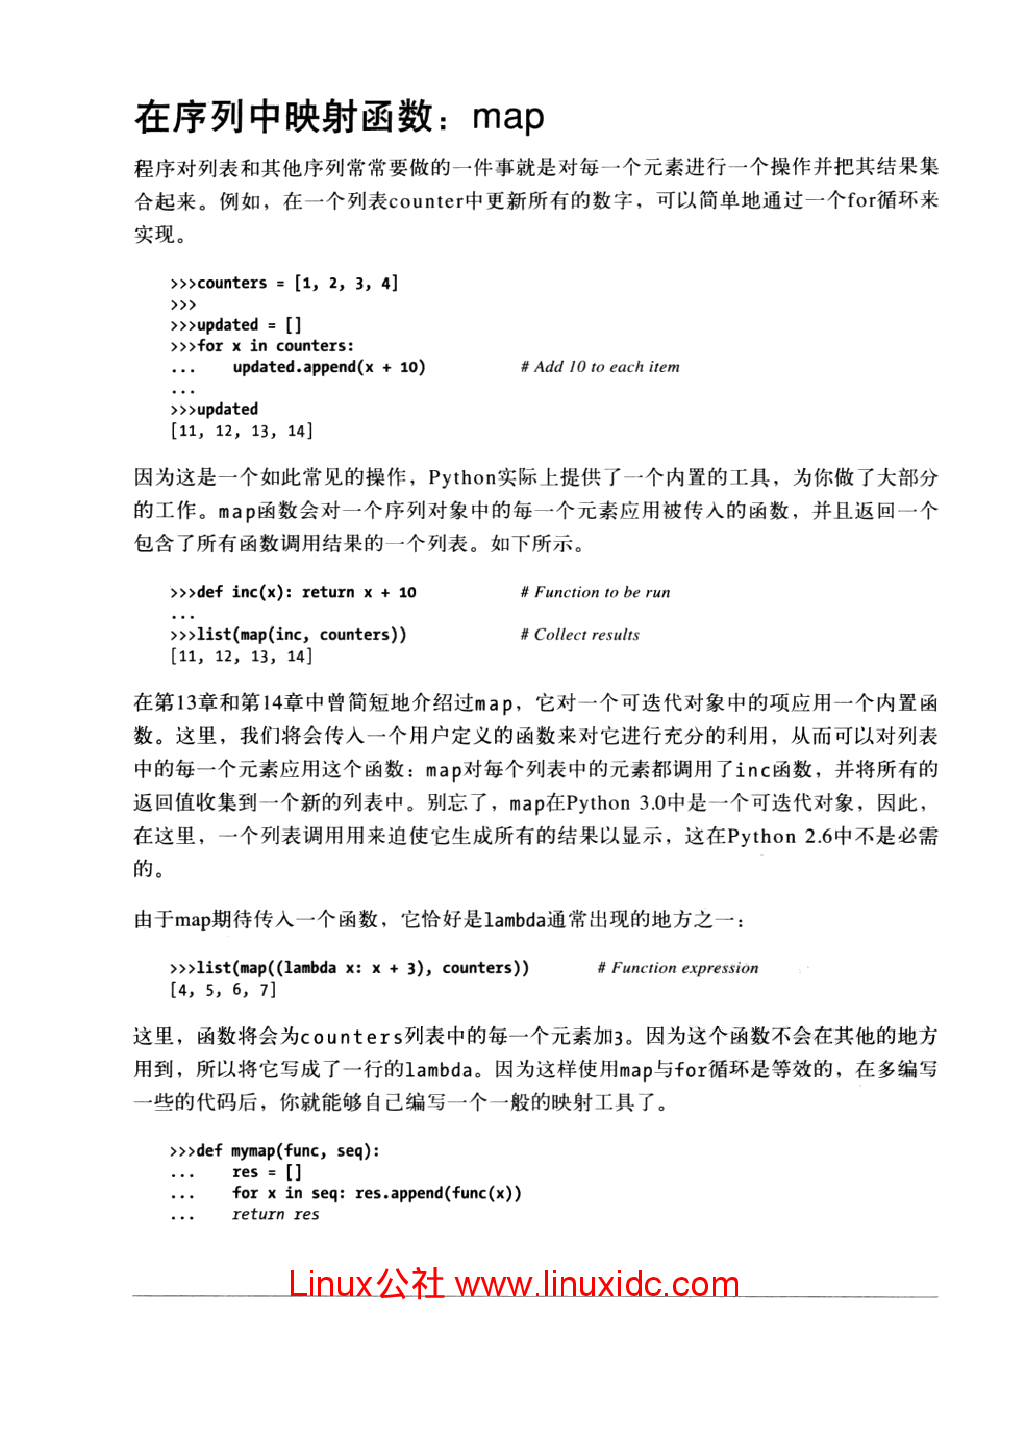 在序列中映射函数：map
程序对列表和其他序列常常要做的一件事就是对每一个元素进行一个操作并把其结果集
合起来。例如，在一个列表counter中更新所有的数字，可以简单地通过一个for循环来
实现。
>>>counters = [1, 2, 3, 4]
>>>
>>>updated = []
>>>for x in counters:
...    updated.append(x + 10)    # Add 10 to each item
...
>>>updated
[11, 12, 13, 14]
因为这是一个如此常见的操作，Python实际上提供了一个内置的工具，为你做了大部分
的工作。map函数会对一个序列对象中的每一个元素应用被传入的函数，并且返回一个
包含了所有函数调用结果的一个列表。如下所示。
>>>def inc(x): return x + 10    # Function to be run
...
>>>list(map(inc, counters))    # Collect results
[11, 12, 13, 14]
在第13章和第14章中曾简短地介绍过map，它对一个可迭代对象中的项应用一个内置函
数。这里，我们将会传入一个用户定义的函数来对它进行充分的利用，从而可以对列表
中的每一个元素应用这个函数：map对每个列表中的元素都调用了inc函数，并将所有的
返回值收集到一个新的列表中。别忘了，map在Python 3.0中是一个可迭代对象，因此，
在这里，一个列表调用用来迫使它生成所有的结果以显示，这在Python 2.6中不是必需
的。
由于map期待传入一个函数，它恰好是lambda通常出现的地方之一：
>>>list(map((lambda x: x + 3), counters))    # Function expression
[4, 5, 6, 7]
这里，函数将会为counters列表中的每一个元素加3。因为这个函数不会在其他的地方
用到，所以将它写成了一行的lambda。因为这样使用map与for循环是等效的，在多编写
一些的代码后，你就能够自己编写一个一般的映射工具了。
>>>def mymap(func, seq):
...    res = []
...    for x in seq: res.append(func(x))
...    return res
Linux公社 www.linuxidc.com